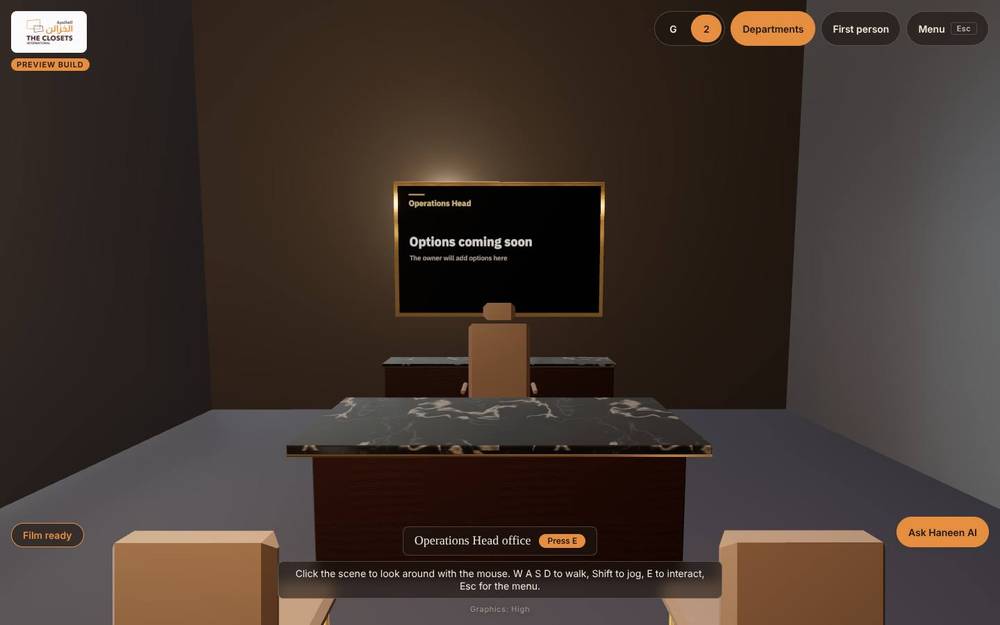 العالمية
الخزائن
THE CLOSETS
INTERNATIONAL
PREVIEW BUILD
G
2
Departments
First person
Menu
Esc
Operations Head
Options coming soon
The owner will add options here
Film ready
Ask Haneen AI
Operations Head office
Press E
Click the scene to look around with the mouse. W A S D to walk, Shift to jog, E to interact,
Esc for the menu.
Graphics: High